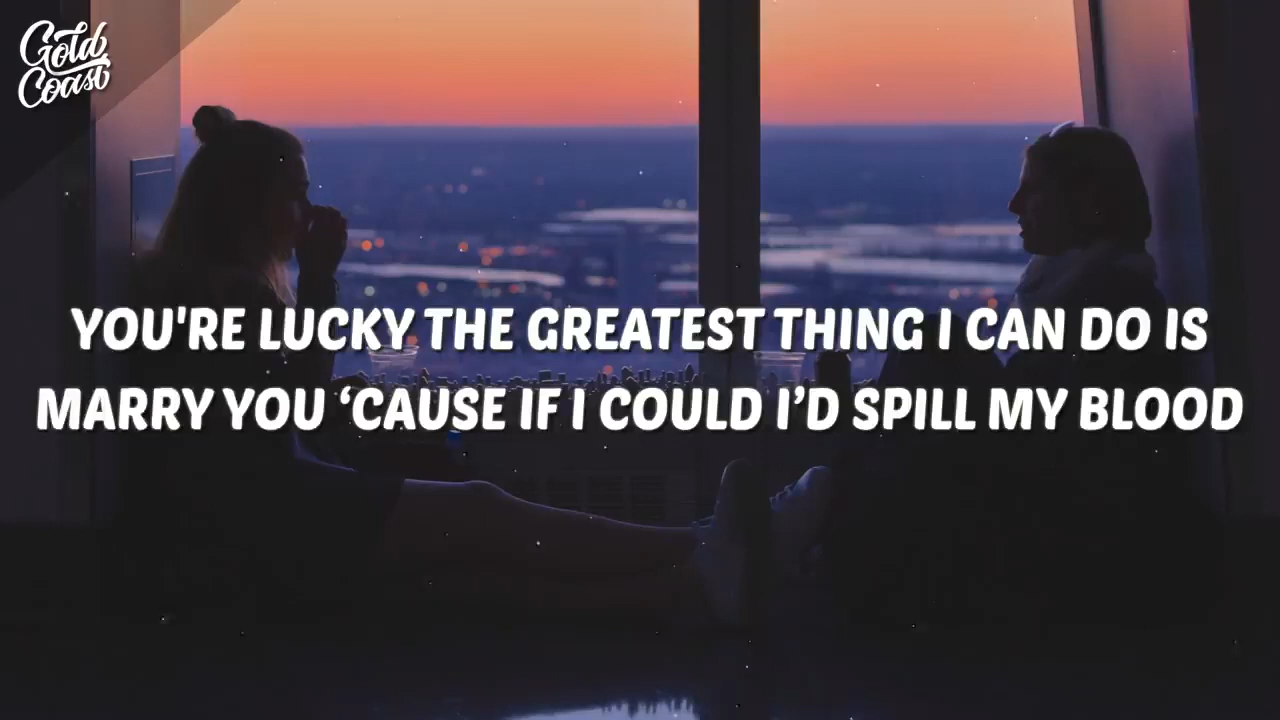 Gold
Coast
YOU'RE LUCKY THE GREATEST THING I CAN DO IS
MARRY YOU ‘CAUSE IF I COULD I’D SPILL MY BLOOD